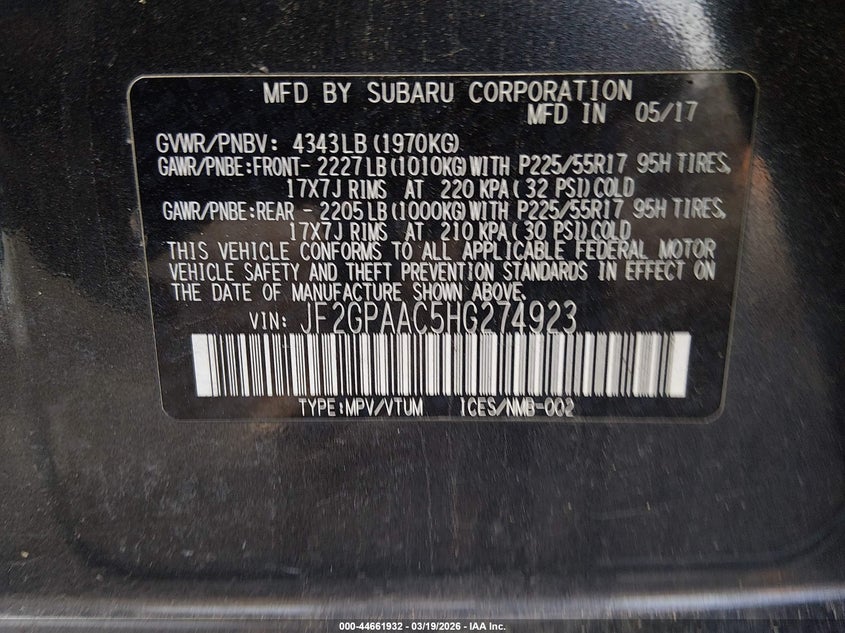 MFD BY SUBARU CORPORATION
MFD IN 05/17
GVWR/PNBV: 4343LB(1970KG)
GAWR/PNBE:FRONT- 2227LB(1010KG)WITH P225/55R17 95H TIRES,
17X7J RIMS AT 220 KPA( 32 PSI)COLD
GAWR/PNBE:REAR - 2205LB(1000KG)WITH P225/55R17 95H TIRES,
17X7J RIMS AT 210 KPA( 30 PSI)COLD
THIS VEHICLE CONFORMS TO ALL APPLICABLE FEDERAL MOTOR
VEHICLE SAFETY AND THEFT PREVENTION STANDARDS IN EFFECT ON
THE DATE OF MANUFACTURE SHOWN ABOVE.
VIN: JF2GPAAC5HG274923
TYPE:MPV/VTUM ICES/NMB-002
000-44661932 - 03/19/2026 - IAA Inc.